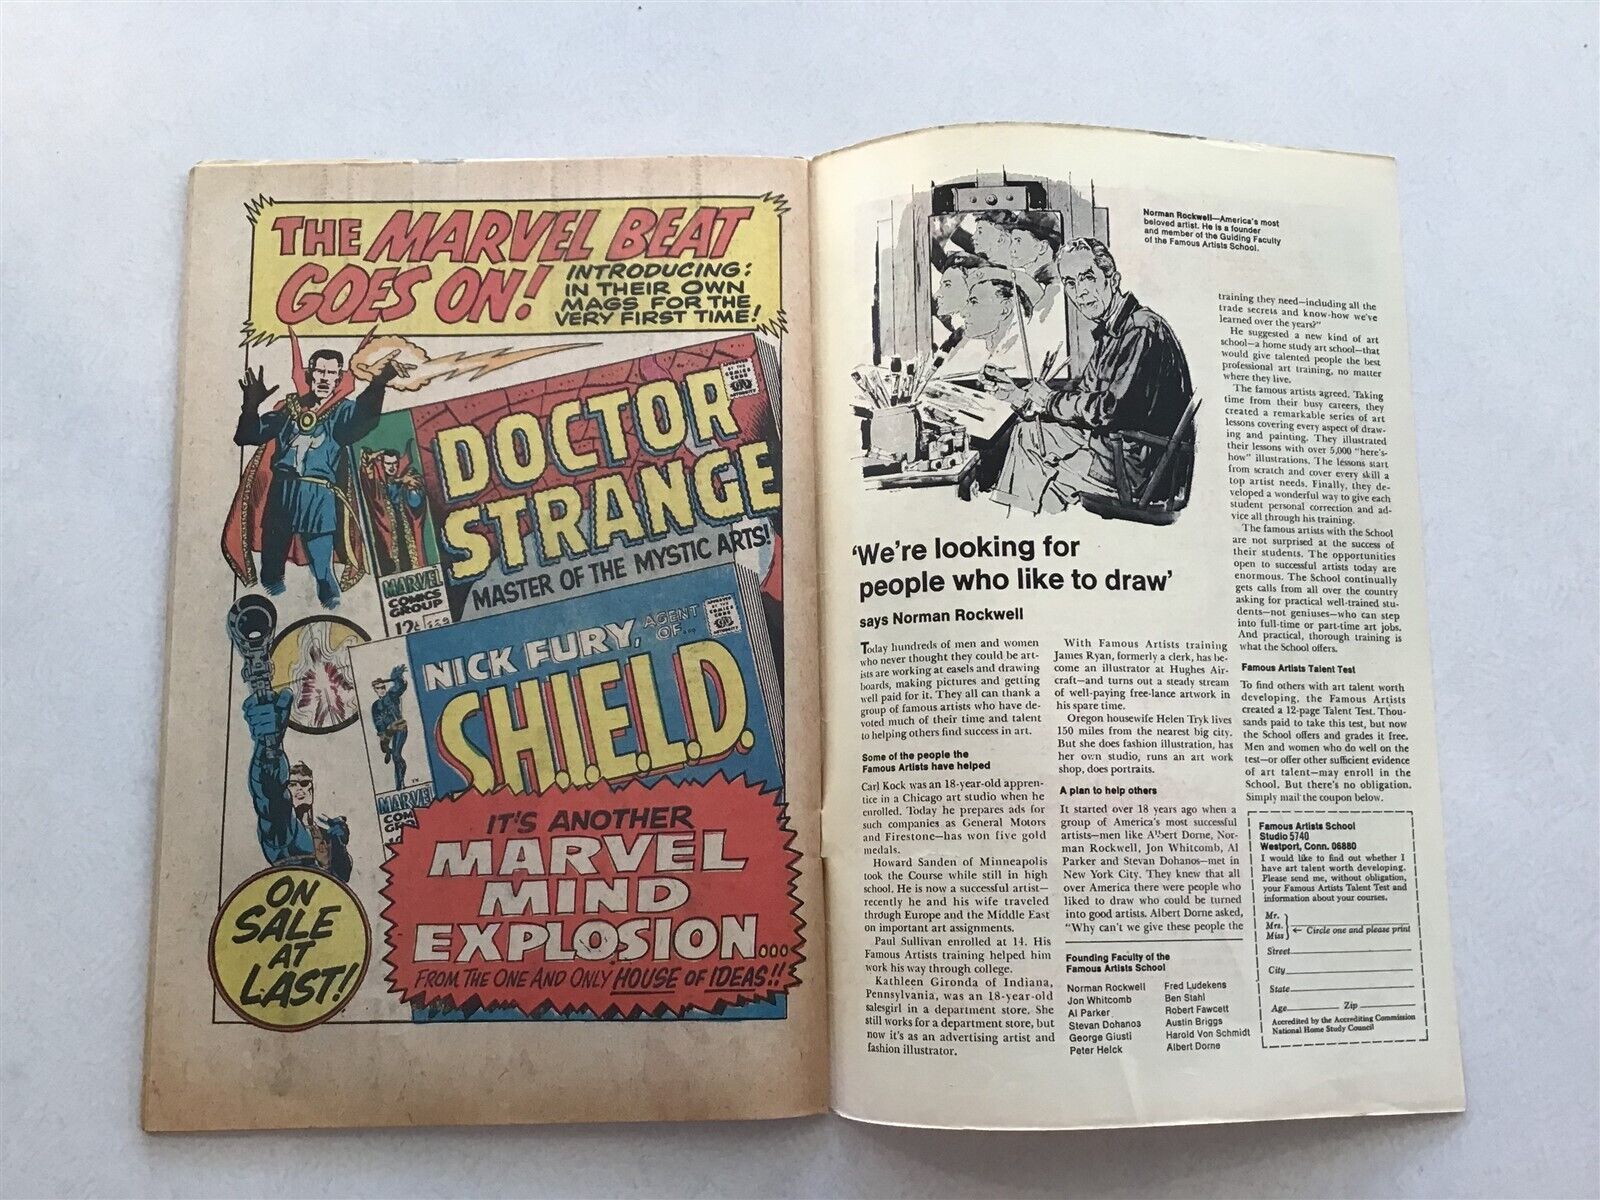 THE MARVEL BEAT
GOES ON!
INTRODUCING:
IN THEIR OWN
MAGS FOR THE
VERY FIRST TIME!
APPROVED
BY THE
COMICS
CODE
AUTHORITY
DOCTOR
STRANGE
MASTER OF THE MYSTIC ARTS!
MARVEL
COMICS
GROUP
12¢ 169
APPROVED
BY THE
COMICS
CODE
AUTHORITY
NICK FURY,
AGENT
OF...
S.H.I.E.L.D.
TM
MARVEL
COM
IT'S ANOTHER
MARVEL
MIND
EXPLOSION...
FROM THE ONE AND ONLY HOUSE OF IDEAS!!
ON
SALE
AT
LAST!
Norman Rockwell—America's most
beloved artist. He is a founder
and member of the Guiding Faculty
of the Famous Artists School.
'We're looking for
people who like to draw'
says Norman Rockwell
Today hundreds of men and women
who never thought they could be art-
ists are working at easels and drawing
boards, making pictures and getting
well paid for it. They all can thank a
group of famous artists who have de-
voted much of their time and talent
to helping others find success in art.
Some of the people the
Famous Artists have helped
Carl Kock was an 18-year-old appren-
tice in a Chicago art studio when he
enrolled. Today he prepares ads for
such companies as General Motors
and Firestone—has won five gold
medals.
Howard Sanden of Minneapolis
took the Course while still in high
school. He is now a successful artist—
recently he and his wife traveled
through Europe and the Middle East
on important art assignments.
Paul Sullivan enrolled at 14. His
Famous Artists training helped him
work his way through college.
Kathleen Gironda of Indiana,
Pennsylvania, was an 18-year-old
salesgirl in a department store. She
still works for a department store, but
now it's as an advertising artist and
fashion illustrator.
With Famous Artists training
James Ryan, formerly a clerk, has be-
come an illustrator at Hughes Air-
craft—and turns out a steady stream
of well-paying free-lance artwork in
his spare time.
Oregon housewife Helen Tryk lives
150 miles from the nearest big city.
But she does fashion illustration, has
her own studio, runs an art work
shop, does portraits.
A plan to help others
It started over 18 years ago when a
group of America's most successful
artists—men like Albert Dorne, Nor-
man Rockwell, Jon Whitcomb, Al
Parker and Stevan Dohanos—met in
New York City. They knew that all
over America there were people who
liked to draw who could be turned
into good artists. Albert Dorne asked,
"Why can't we give these people the
Founding Faculty of the
Famous Artists School
Norman Rockwell
Jon Whitcomb
Al Parker
Stevan Dohanos
George Giusti
Peter Helck
Fred Ludekens
Ben Stahl
Robert Fawcett
Austin Briggs
Harold Von Schmidt
Albert Dorne
training they need—including all the
trade secrets and know-how we've
learned over the years?"
He suggested a new kind of art
school—a home study art school—that
would give talented people the best
professional art training, no matter
where they live.
The famous artists agreed. Taking
time from their busy careers, they
created a remarkable series of art
lessons covering every aspect of draw-
ing and painting. They illustrated
their lessons with over 5,000 "here's-
how" illustrations. The lessons start
from scratch and cover every skill a
top artist needs. Finally, they de-
veloped a wonderful way to give each
student personal correction and ad-
vice all through his training.
The famous artists with the School
are not surprised at the success of
their students. The opportunities
open to successful artists today are
enormous. The School continually
gets calls from all over the country
asking for practical well-trained stu-
dents—not geniuses—who can step
into full-time or part-time art jobs.
And practical, thorough training is
what the School offers.
Famous Artists Talent Test
To find others with art talent worth
developing, the Famous Artists
created a 12-page Talent Test. Thou-
sands paid to take this test, but now
the School offers and grades it free.
Men and women who do well on the
test—or offer other sufficient evidence
of art talent—may enroll in the
School. But there's no obligation.
Simply mail the coupon below.
Famous Artists School
Studio 5740
Westport, Conn. 06880
I would like to find out whether I
have art talent worth developing.
Please send me, without obligation,
your Famous Artists Talent Test and
information about your courses.
Mr.
Mrs.
Miss
← Circle one and please print
Street
City
State
Age Zip
Accredited by the Accrediting Commission
National Home Study Council